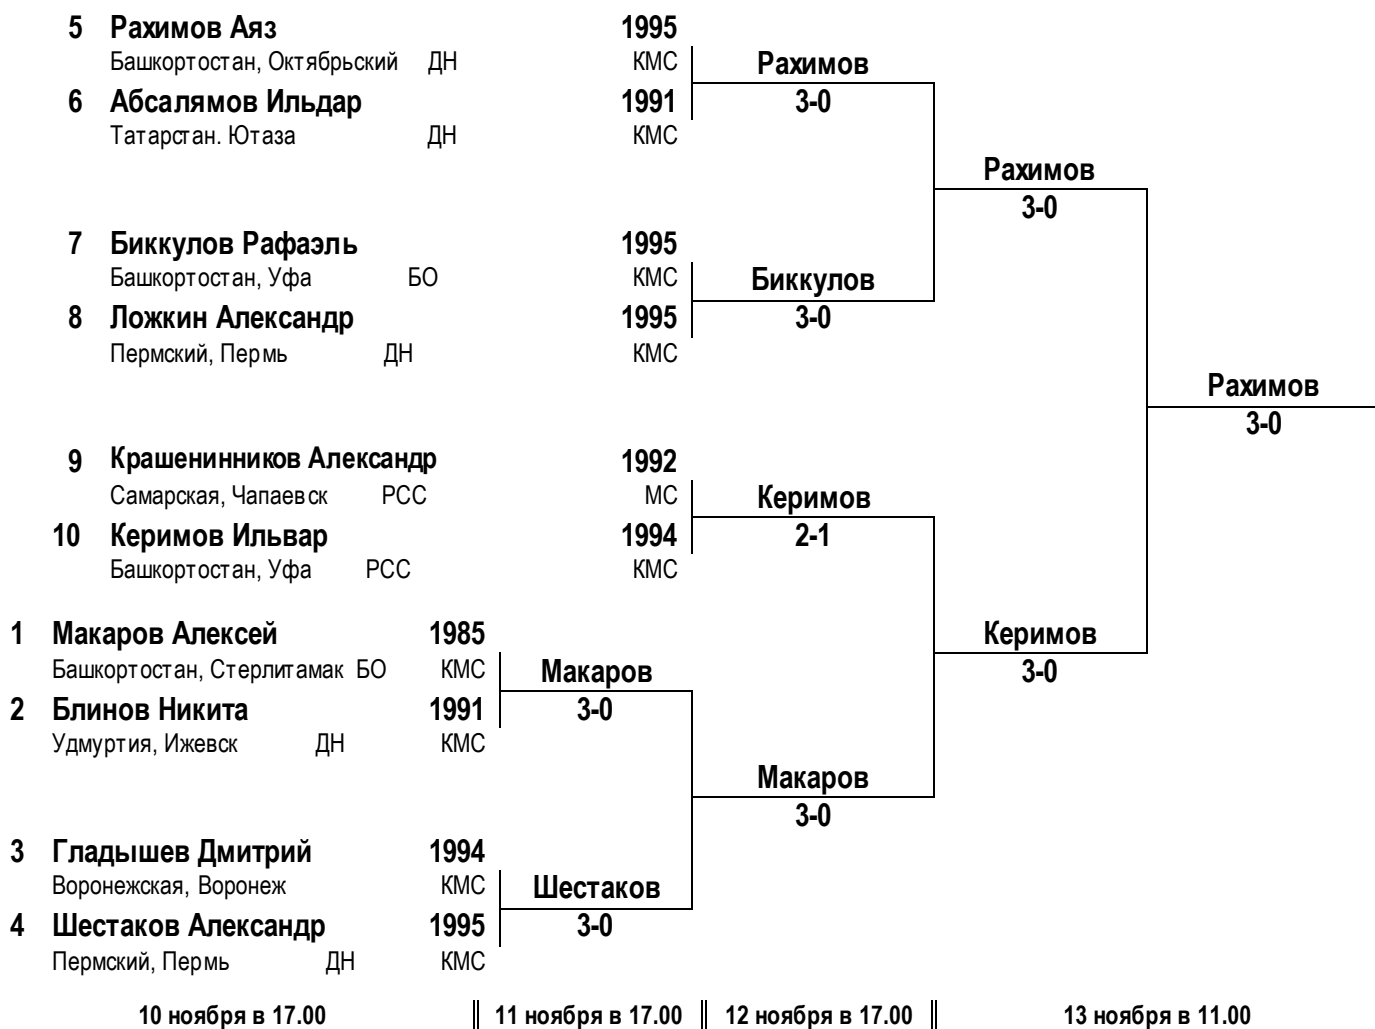 5 Рахимов Аяз 1995
Башкортостан, Октябрьский ДН КМС
Рахимов
6 Абсалямов Ильдар 1991
3-0
Татарстан. Ютаза ДН КМС
Рахимов
3-0
7 Биккулов Рафаэль 1995
Башкортостан, Уфа БО КМС
Биккулов
8 Ложкин Александр 1995
3-0
Пермский, Пермь ДН КМС
Рахимов
3-0
9 Крашенинников Александр 1992
Самарская, Чапаевск РСС МС
Керимов
10 Керимов Ильвар 1994
2-1
Башкортостан, Уфа РСС КМС
1 Макаров Алексей 1985
Керимов
Башкортостан, Стерлитамак БО КМС
Макаров
3-0
2 Блинов Никита 1991
3-0
Удмуртия, Ижевск ДН КМС
Макаров
3-0
3 Гладышев Дмитрий 1994
Воронежская, Воронеж КМС
Шестаков
4 Шестаков Александр 1995
3-0
Пермский, Пермь ДН КМС
10 ноября в 17.00 11 ноября в 17.00 12 ноября в 17.00 13 ноября в 11.00